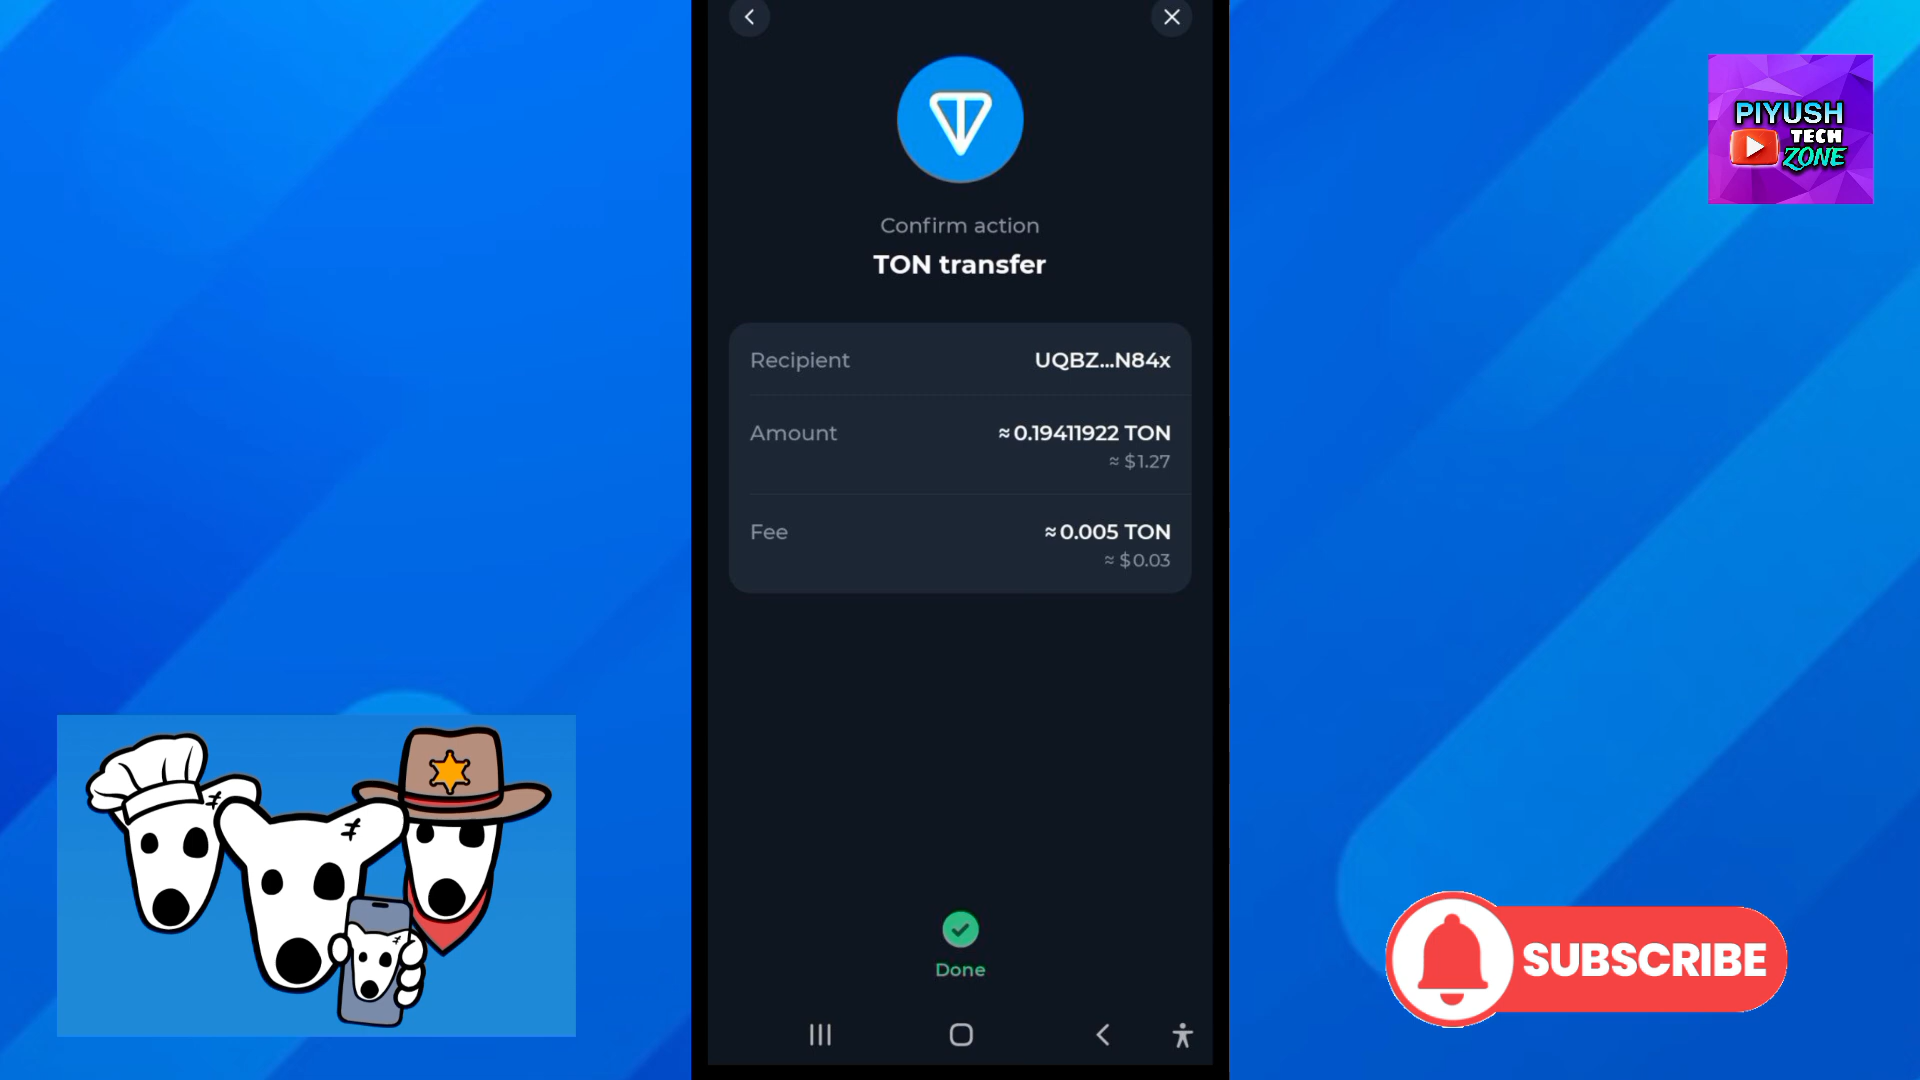 PIYUSH
TECH
ZONE
Confirm action
TON transfer
Recipient UQBZ...N84x
Amount ≈ 0.19411922 TON
≈ $1.27
Fee ≈ 0.005 TON
≈ $0.03
Done
SUBSCRIBE